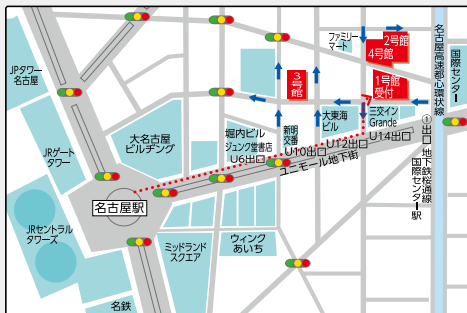 ファミリー
マート
2号館
4号館
名古屋高速都心環状線
国際センター
JPタワー
名古屋
3号館
1号館
受付
大東海
ビル
三交イン
Grande
①出口
地下鉄桜通線
国際センター駅
大名古屋
ビルヂング
堀内ビル
ジュンク堂書店
U6出口
新明
交番
U10出口
U12出口
U14出口
ユニモール地下街
JRゲート
タワー
名古屋駅
JRセントラル
タワーズ
ミッドランド
スクエア
ウィンク
あいち
名鉄